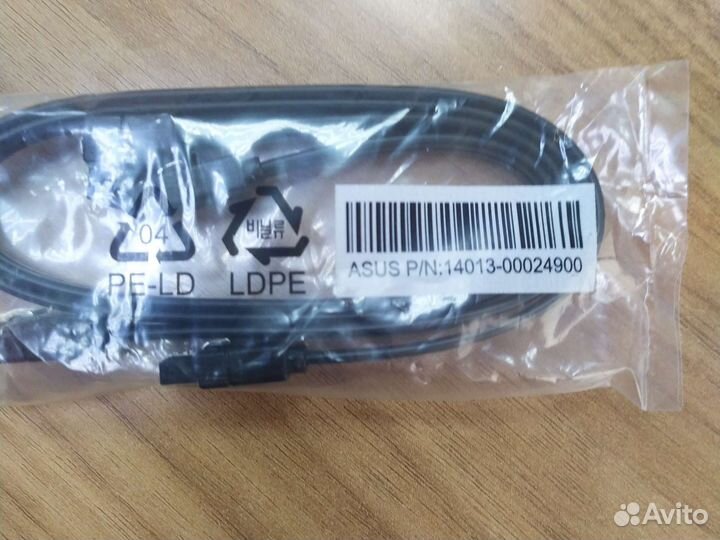 04
PE-LD
비닐류
LDPE
ASUS P/N:14013-00024900
Avito